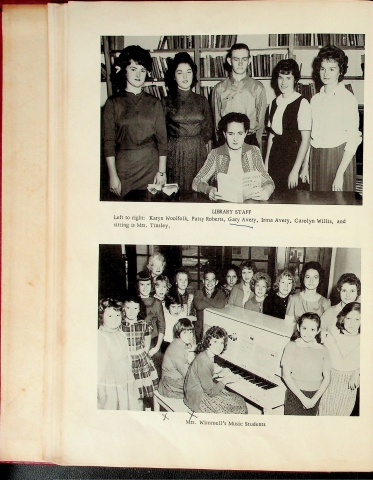 LIBRARY STAFF
Left to right: Karyn Woolfolk, Patsy Roberts, Gary Avery, Irma Avery, Carolyn Willis, and
sitting is Mrs. Tinsley.
X X
Mrs. Wimmell's Music Students